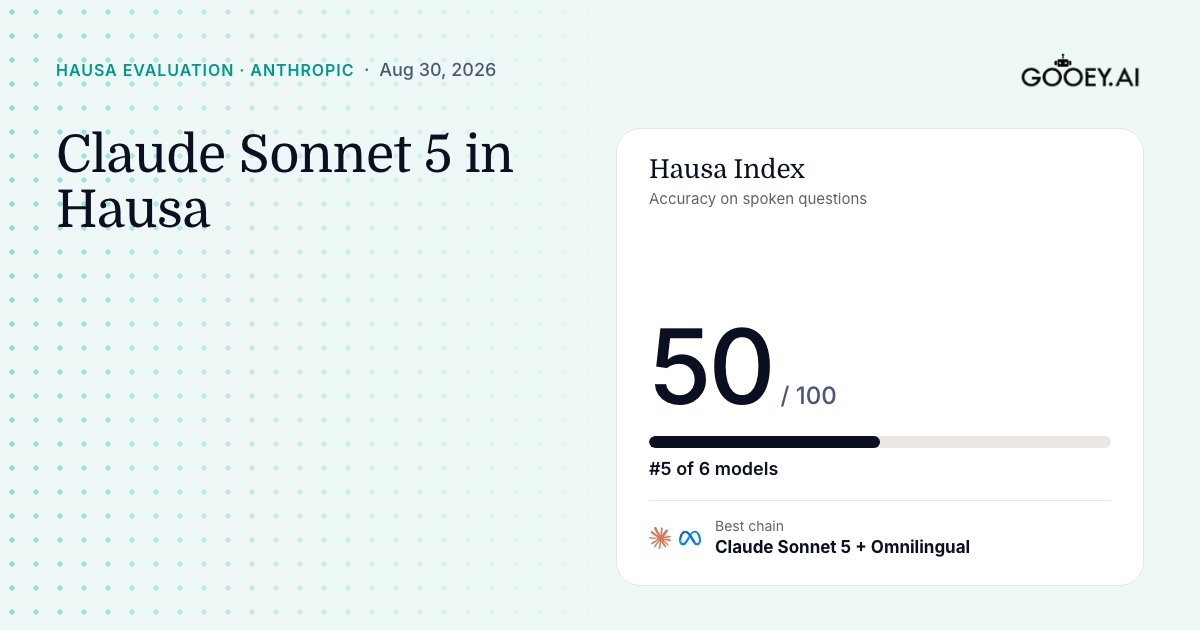 HAUSA EVALUATION · ANTHROPIC · Aug 30, 2026
GOOEY.AI
Claude Sonnet 5 in
Hausa
Hausa Index
Accuracy on spoken questions
50 / 100
#5 of 6 models
Best chain
Claude Sonnet 5 + Omnilingual